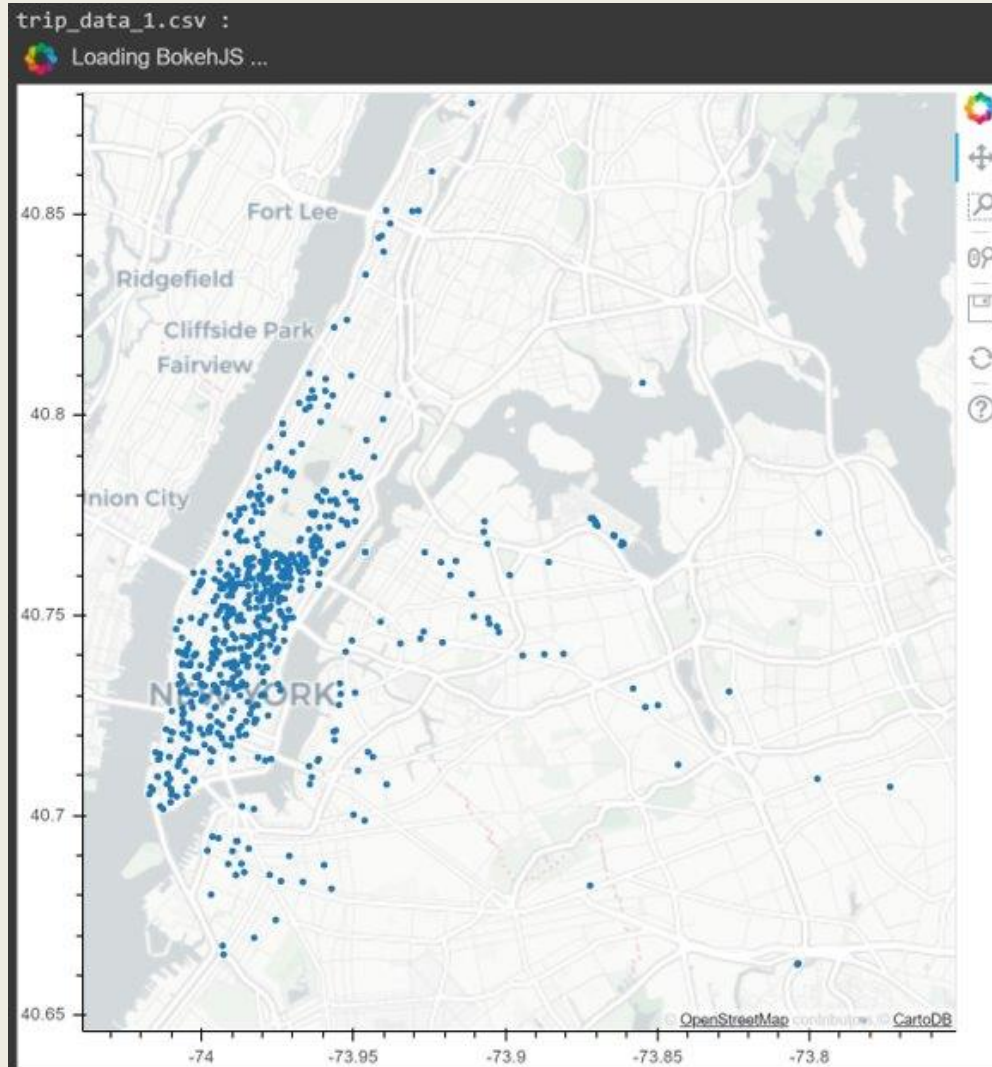 trip_data_1.csv :
Loading BokehJS ...
Fort Lee
40.85
Ridgefield
Cliffside Park
Fairview
40.8
nion City
40.75
NEW YORK
40.7
40.65
© OpenStreetMap contributors, © CartoDB
-74
-73.95
-73.9
-73.85
-73.8